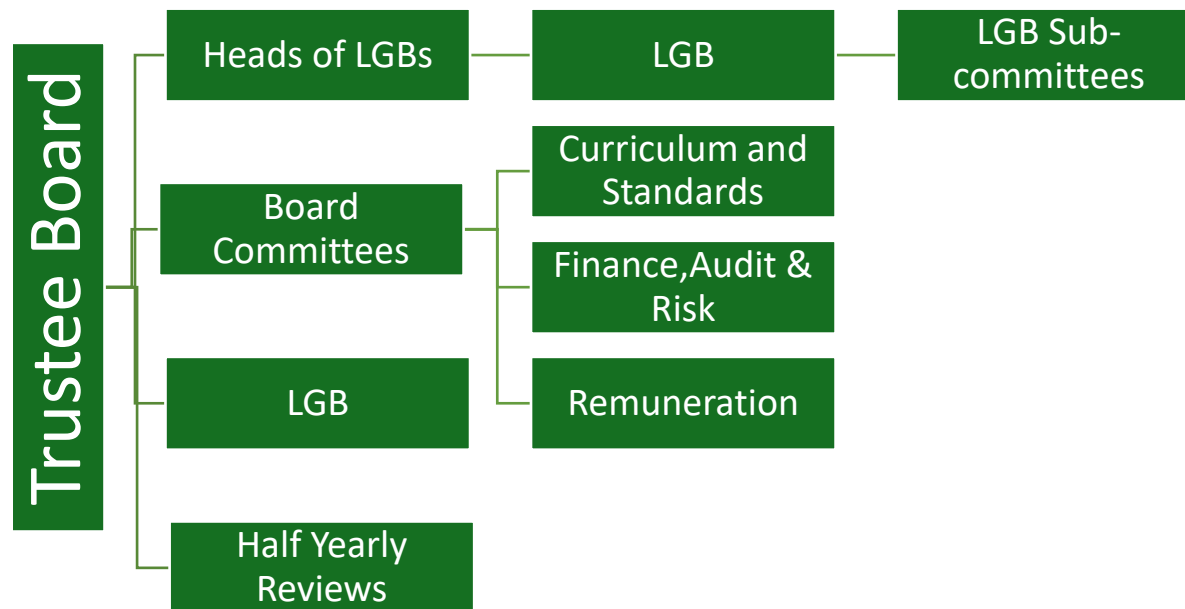 Trustee Board
Heads of LGBs
LGB
LGB Sub-
committees
Board
Committees
Curriculum and
Standards
Finance,Audit &
Risk
Remuneration
LGB
Half Yearly
Reviews